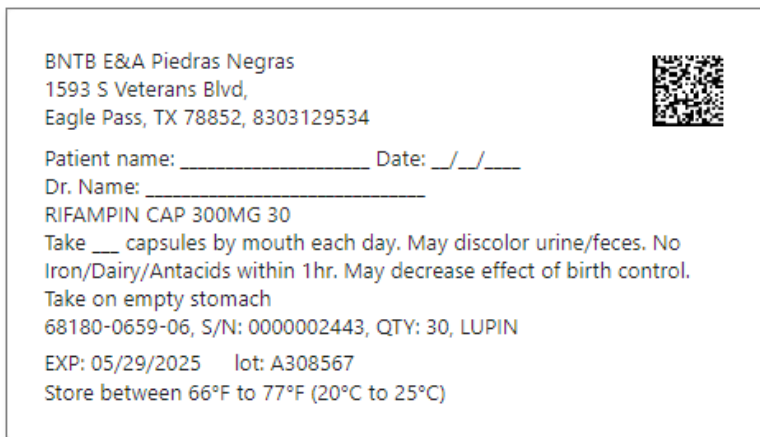 BNTB E&A Piedras Negras
1593 S Veterans Blvd,
Eagle Pass, TX 78852, 8303129534
Patient name: _____________________ Date: __/__/____
Dr. Name: _______________________________
RIFAMPIN CAP 300MG 30
Take ___ capsules by mouth each day. May discolor urine/feces. No
Iron/Dairy/Antacids within 1hr. May decrease effect of birth control.
Take on empty stomach
68180-0659-06, S/N: 0000002443, QTY: 30, LUPIN
EXP: 05/29/2025 lot: A308567
Store between 66°F to 77°F (20°C to 25°C)